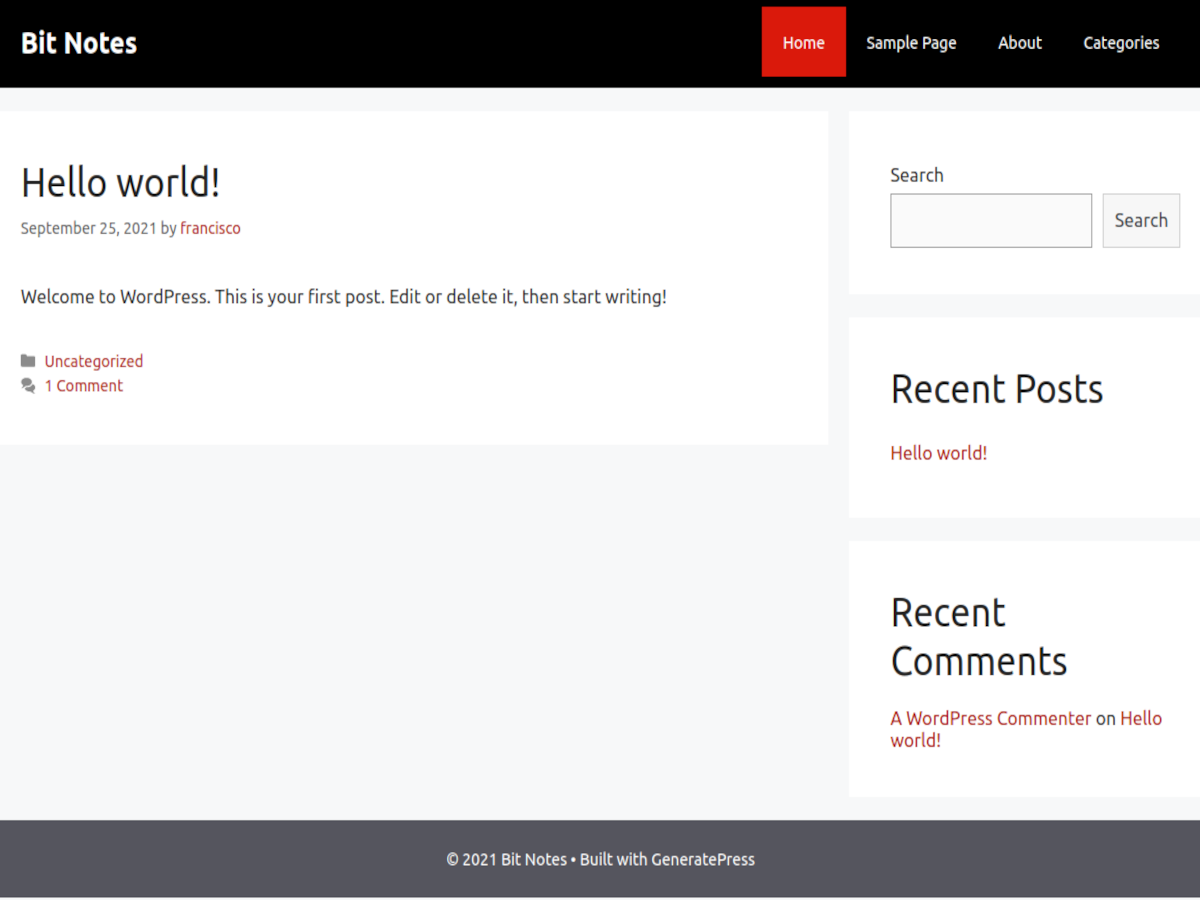 Bit Notes
Home Sample Page About Categories
Hello world!
September 25, 2021 by francisco
Welcome to WordPress. This is your first post. Edit or delete it, then start writing!
Uncategorized
1 Comment
Search
Search
Recent Posts
Hello world!
Recent
Comments
A WordPress Commenter on Hello
world!
© 2021 Bit Notes • Built with GeneratePress